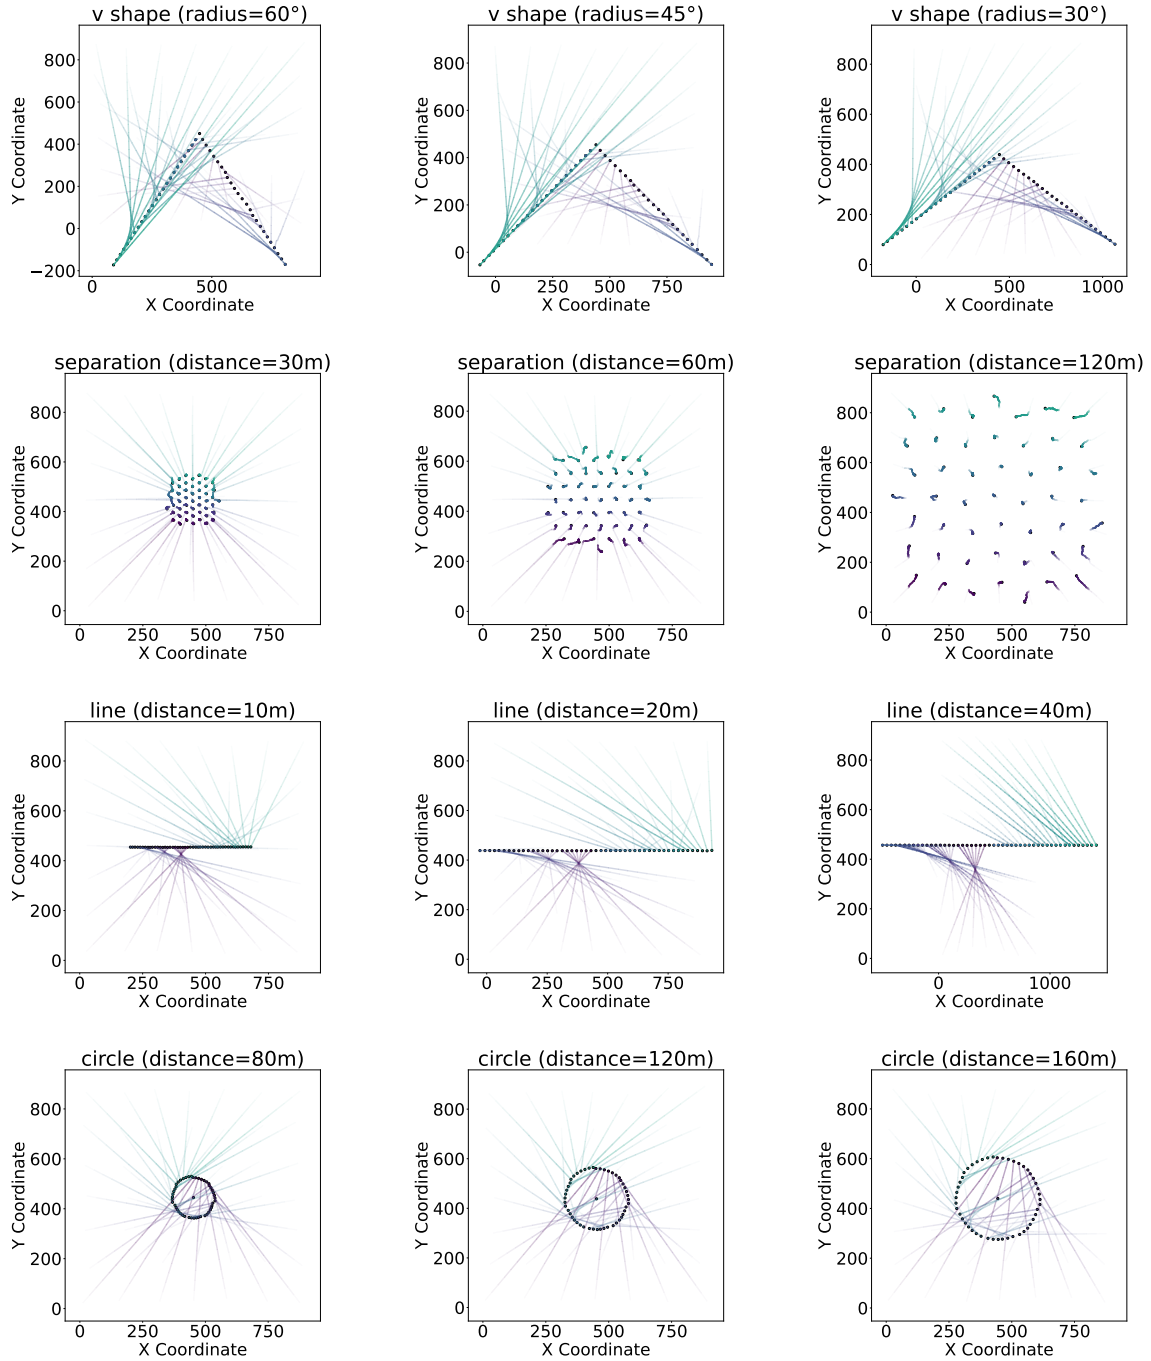 v shape (radius=60°)
Y Coordinate
800
600
400
200
0
−200
0
500
X Coordinate
v shape (radius=45°)
Y Coordinate
800
600
400
200
0
0
250
500
750
X Coordinate
v shape (radius=30°)
Y Coordinate
800
600
400
200
0
0
500
1000
X Coordinate
separation (distance=30m)
Y Coordinate
800
600
400
200
0
0
250
500
750
X Coordinate
separation (distance=60m)
Y Coordinate
800
600
400
200
0
0
250
500
750
X Coordinate
separation (distance=120m)
Y Coordinate
800
600
400
200
0
0
250
500
750
X Coordinate
line (distance=10m)
Y Coordinate
800
600
400
200
0
0
250
500
750
X Coordinate
line (distance=20m)
Y Coordinate
800
600
400
200
0
0
250
500
750
X Coordinate
line (distance=40m)
Y Coordinate
800
600
400
200
0
0
1000
X Coordinate
circle (distance=80m)
Y Coordinate
800
600
400
200
0
0
250
500
750
X Coordinate
circle (distance=120m)
Y Coordinate
800
600
400
200
0
0
250
500
750
X Coordinate
circle (distance=160m)
Y Coordinate
800
600
400
200
0
0
250
500
750
X Coordinate